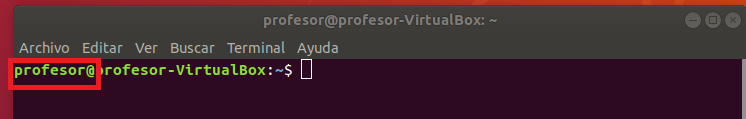 profesor@profesor-VirtualBox: ~
Archivo Editar Ver Buscar Terminal Ayuda
profesor@profesor-VirtualBox:~$